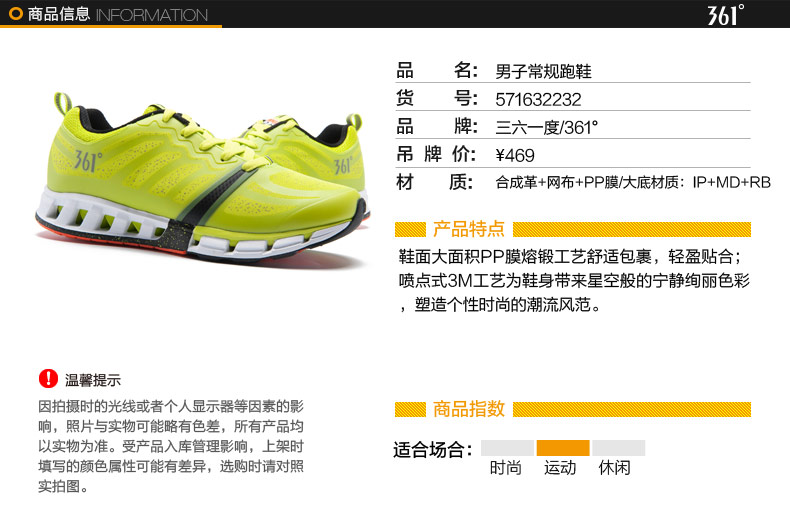 商品信息 INFORMATION
361°
361°
361°
品 名: 男子常规跑鞋
货 号: 571632232
品 牌: 三六一度/361°
吊 牌 价: ¥469
材 质: 合成革+网布+PP膜/大底材质: IP+MD+RB
产品特点
鞋面大面积PP膜熔锻工艺舒适包裹，轻盈贴合；
喷点式3M工艺为鞋身带来星空般的宁静绚丽色彩
，塑造个性时尚的潮流风范。
温馨提示
因拍摄时的光线或者个人显示器等因素的影
响，照片与实物可能略有色差，所有产品均
以实物为准。受产品入库管理影响，上架时
填写的颜色属性可能有差异，选购时请对照
实拍图。
商品指数
适合场合：
时尚 运动 休闲